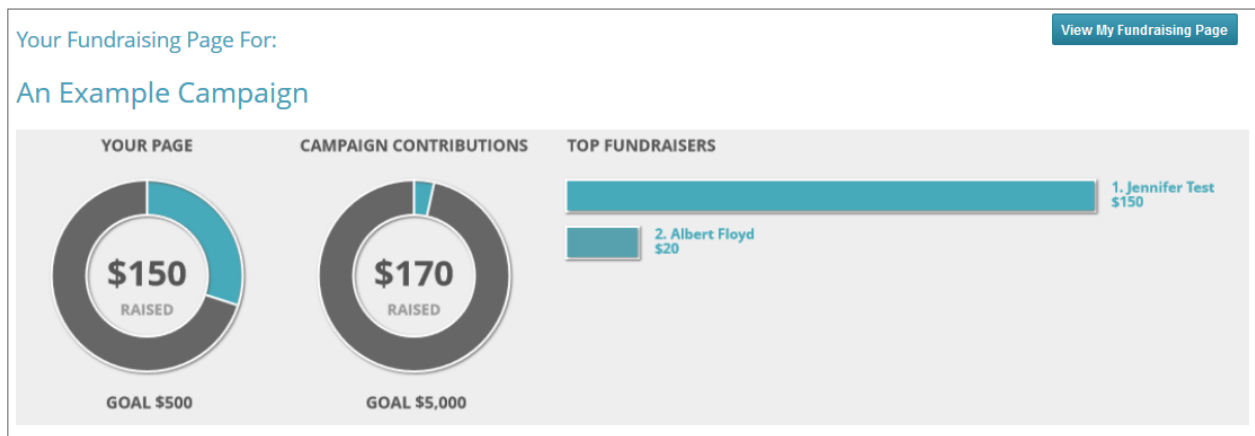 Your Fundraising Page For:
View My Fundraising Page
An Example Campaign
YOUR PAGE
$150
RAISED
GOAL $500
CAMPAIGN CONTRIBUTIONS
$170
RAISED
GOAL $5,000
TOP FUNDRAISERS
1. Jennifer Test
$150
2. Albert Floyd
$20